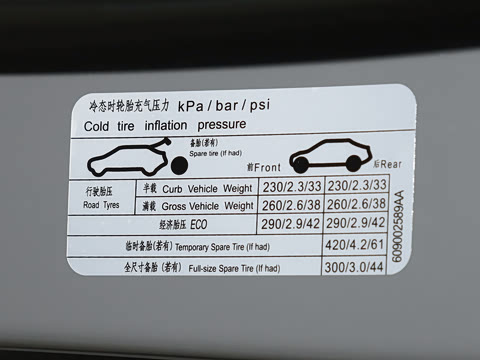 冷态时轮胎充气压力 kPa/bar/psi
Cold tire inflation pressure
备胎(若有)
Spare tire (If had)
前Front 后Rear
行驶胎压 Road Tyres
半载 Curb Vehicle Weight 230/2.3/33 230/2.3/33
满载 Gross Vehicle Weight 260/2.6/38 260/2.6/38
经济胎压 ECO 290/2.9/42 290/2.9/42
临时备胎(若有) Temporary Spare Tire (If had) 420/4.2/61
全尺寸备胎 (若有) Full-size Spare Tire (If had) 300/3.0/44
609002589AA